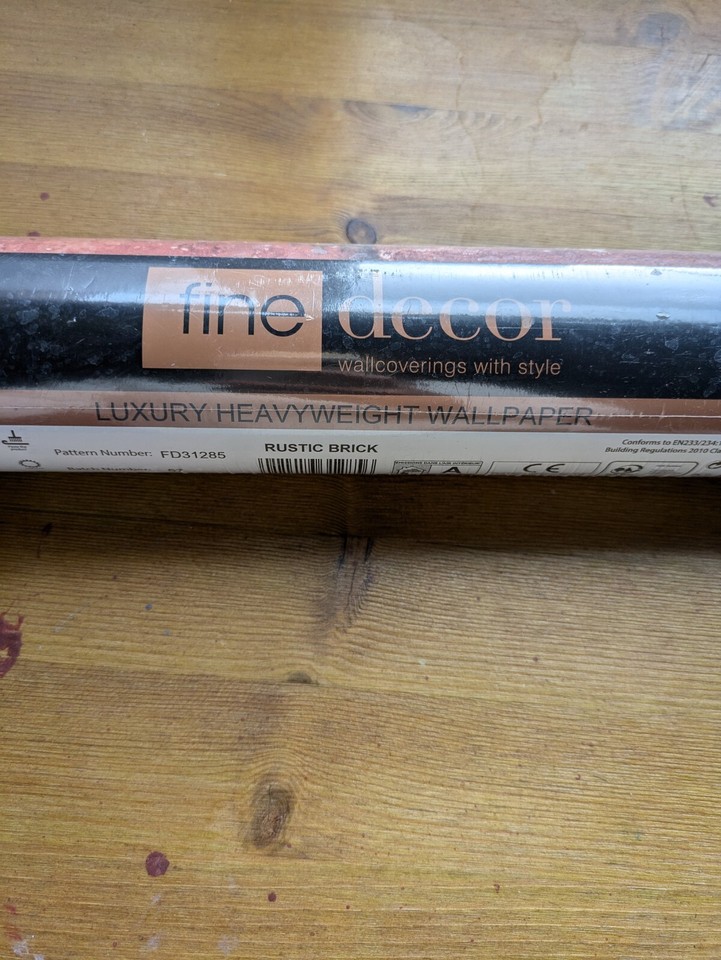 fine decor
wallcoverings with style
LUXURY HEAVYWEIGHT WALLPAPER
Pattern Number: FD31285
RUSTIC BRICK
Conforms to EN233/234:
Building Regulations 2010
A
CE